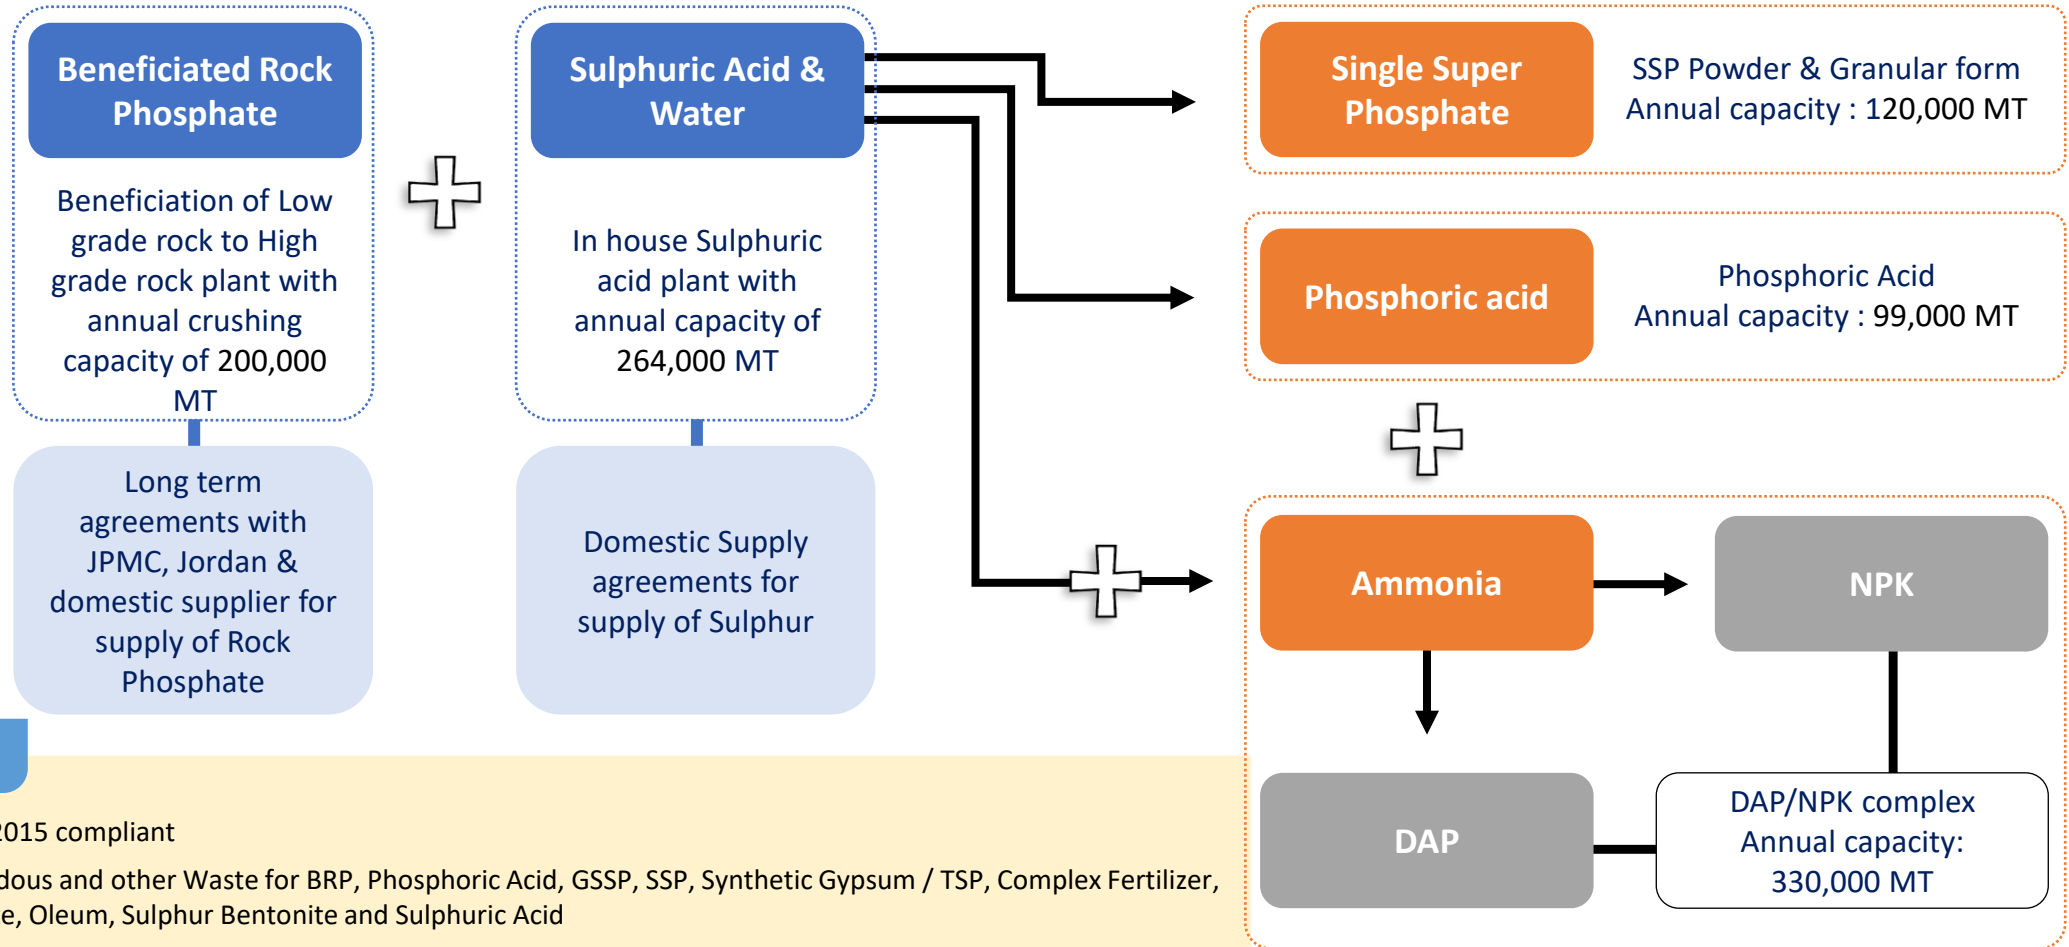 Beneficiated Rock
Phosphate
Beneficiation of Low
grade rock to High
grade rock plant with
annual crushing
capacity of 200,000
MT
Long term
agreements with
JPMC, Jordan &
domestic supplier for
supply of Rock
Phosphate
Sulphuric Acid &
Water
In house Sulphuric
acid plant with
annual capacity of
264,000 MT
Domestic Supply
agreements for
supply of Sulphur
Single Super
Phosphate
SSP Powder & Granular form
Annual capacity : 120,000 MT
Phosphoric acid
Phosphoric Acid
Annual capacity : 99,000 MT
Ammonia
NPK
DAP
DAP/NPK complex
Annual capacity:
330,000 MT
2015 compliant
dous and other Waste for BRP, Phosphoric Acid, GSSP, SSP, Synthetic Gypsum / TSP, Complex Fertilizer,
e, Oleum, Sulphur Bentonite and Sulphuric Acid